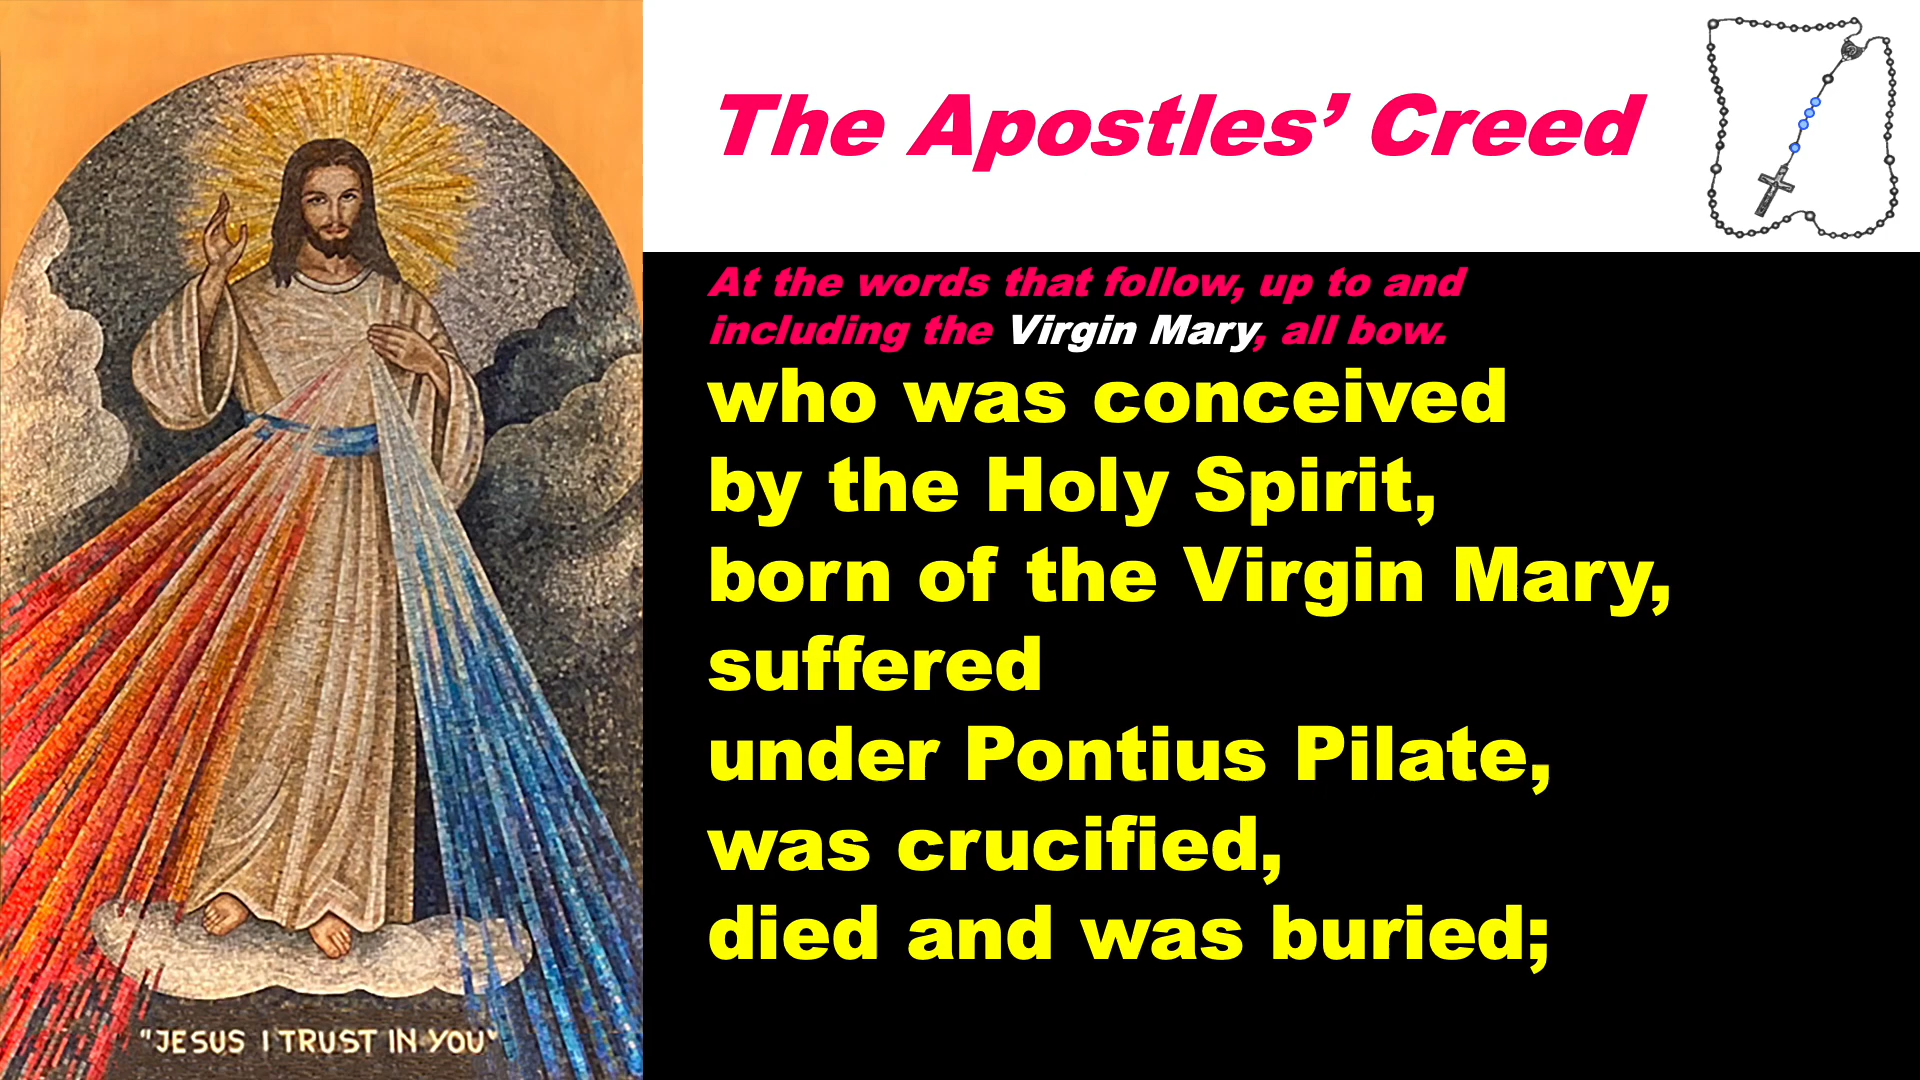 The Apostles’ Creed
At the words that follow, up to and
including the Virgin Mary, all bow.
who was conceived
by the Holy Spirit,
born of the Virgin Mary,
suffered
under Pontius Pilate,
was crucified,
died and was buried;
"JESUS I TRUST IN YOU"